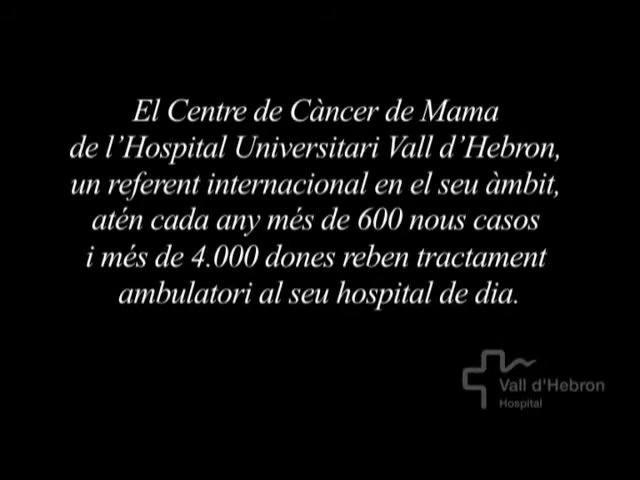 El Centre de Càncer de Mama
de l’Hospital Universitari Vall d’Hebron,
un referent internacional en el seu àmbit,
atén cada any més de 600 nous casos
i més de 4.000 dones reben tractament
ambulatori al seu hospital de dia.
Vall d'Hebron
Hospital